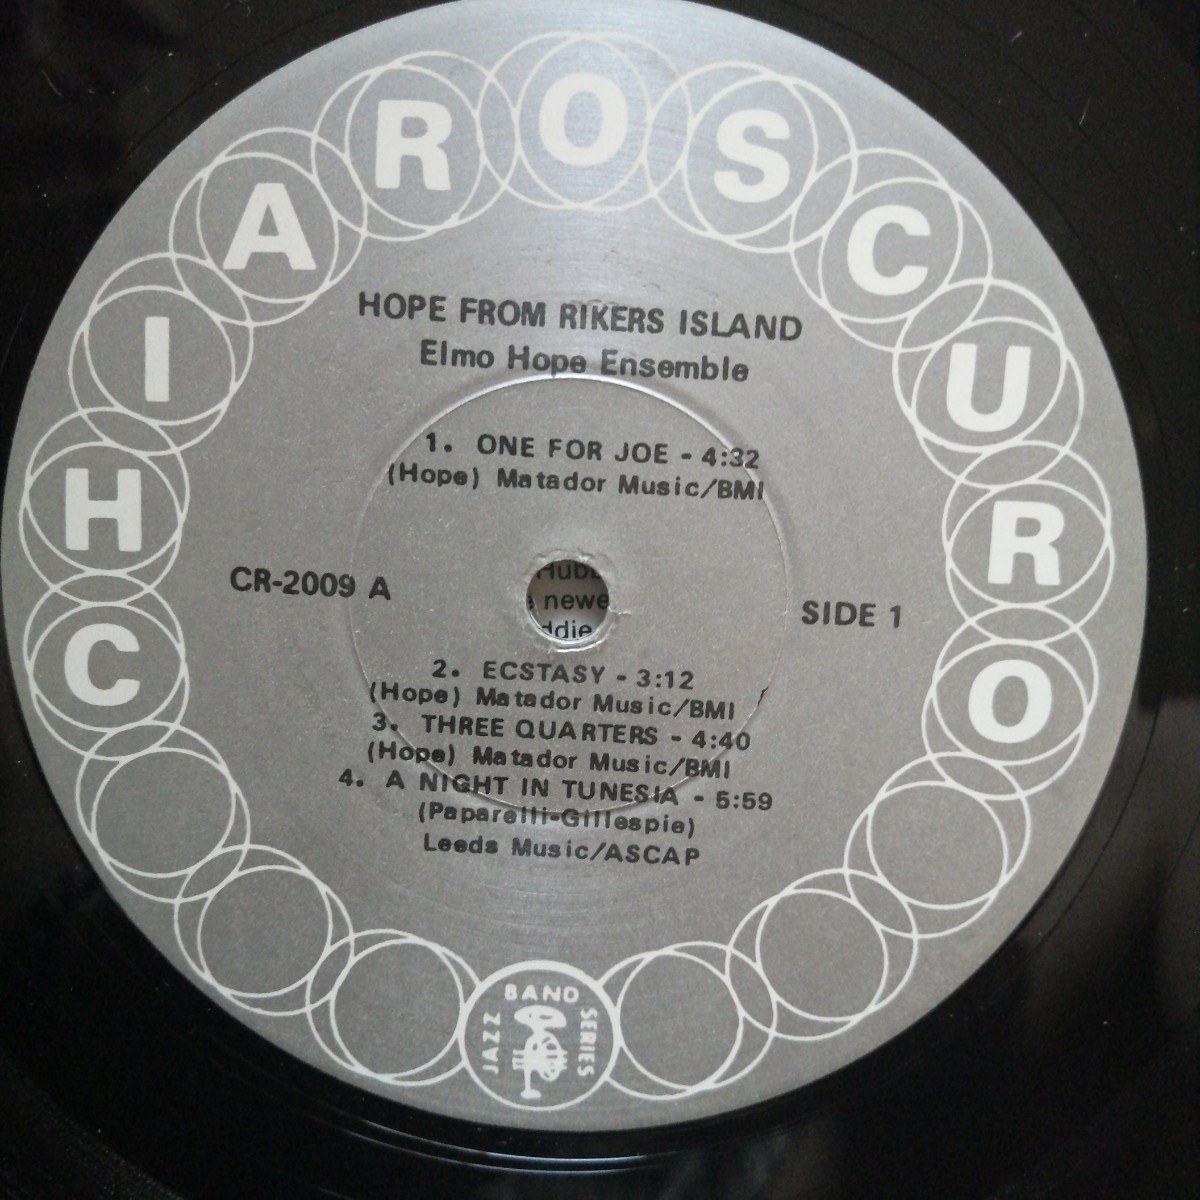 CHIAROSCURO
HOPE FROM RIKERS ISLAND
Elmo Hope Ensemble
1. ONE FOR JOE - 4:32
(Hope) Matador Music/BMI
CR-2009 A
SIDE 1
newe
2. ECSTASY - 3:12
(Hope) Matador Music/BMI
3. THREE QUARTERS - 4:40
(Hope) Matador Music/BMI
4. A NIGHT IN TUNESIA - 5:59
(Paparelli-Gillespie)
Leeds Music/ASCAP
JAZZ BAND SERIES